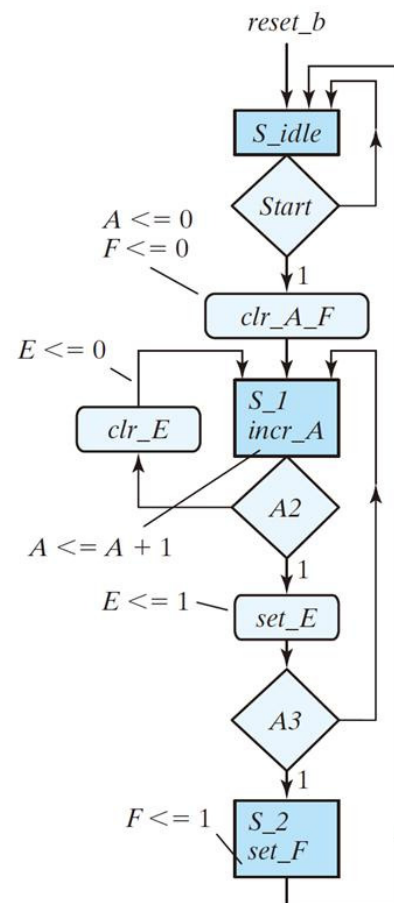 reset_b
S_idle
Start
A <= 0
F <= 0
1
clr_A_F
E <= 0
S_1
incr_A
clr_E
A2
A <= A + 1
1
E <= 1
set_E
A3
1
F <= 1
S_2
set_F